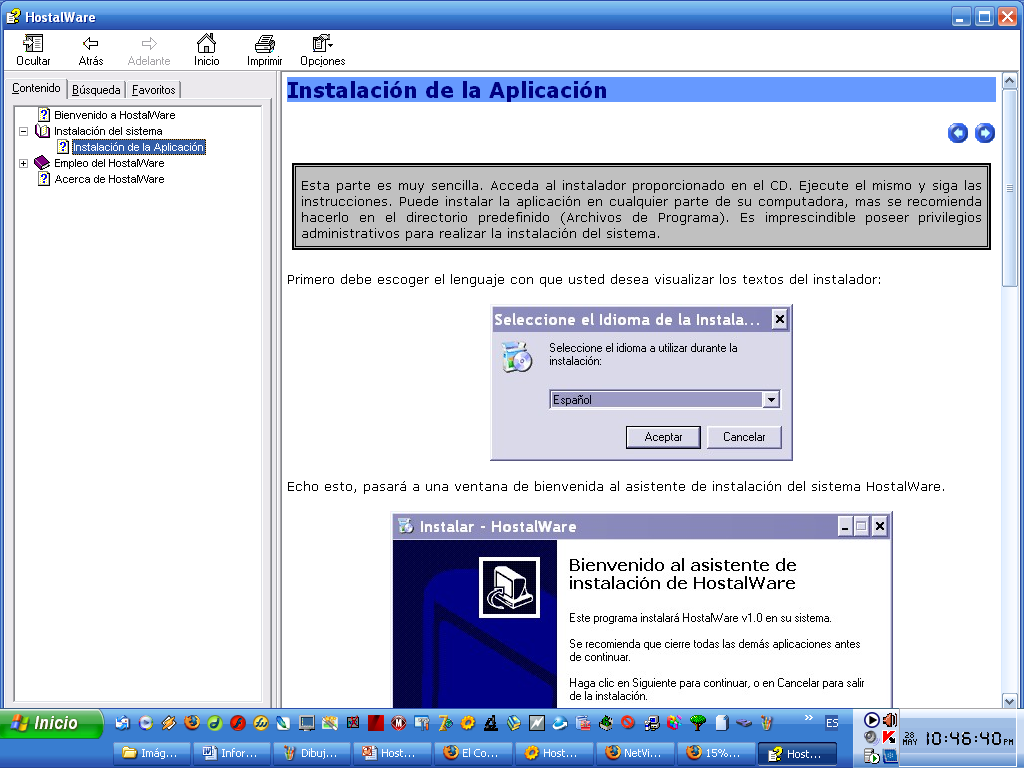 HostalWare
Ocultar Atrás Adelante Inicio Imprimir Opciones
Contenido Búsqueda Favoritos
Bienvenido a HostalWare
Instalación del sistema
Instalación de la Aplicación
Empleo del HostalWare
Acerca de HostalWare
Instalación de la Aplicación
Esta parte es muy sencilla. Acceda al instalador proporcionado en el CD. Ejecute el mismo y siga las
instrucciones. Puede instalar la aplicación en cualquier parte de su computadora, mas se recomienda
hacerlo en el directorio predefinido (Archivos de Programa). Es imprescindible poseer privilegios
administrativos para realizar la instalación del sistema.
Primero debe escoger el lenguaje con que usted desea visualizar los textos del instalador:
Seleccione el Idioma de la Instala...
Seleccione el idioma a utilizar durante la
instalación:
Español
Aceptar Cancelar
Echo esto, pasará a una ventana de bienvenida al asistente de instalación del sistema HostalWare.
Instalar - HostalWare
Bienvenido al asistente de
instalación de HostalWare
Este programa instalará HostalWare v1.0 en su sistema.
Se recomienda que cierre todas las demás aplicaciones antes
de continuar.
Haga clic en Siguiente para continuar, o en Cancelar para salir
de la instalación.
Inicio
ES
28 MAY 10:46:40 PM
Imág... Infor... Dibuj... Host... El Co... Host... NetVi... 15%... Host...